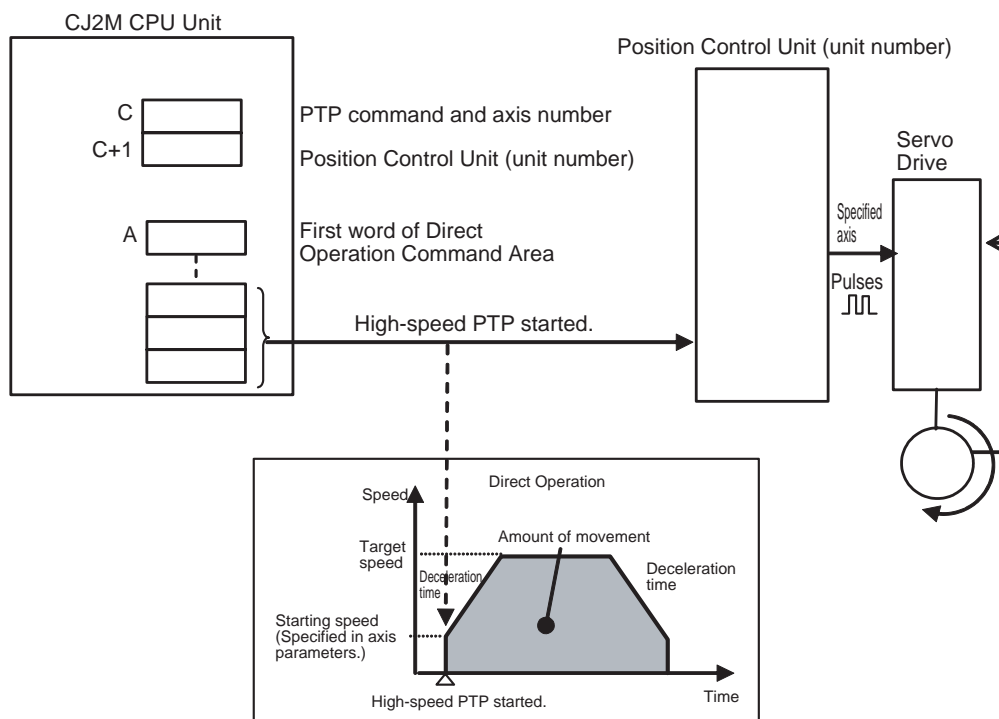 CJ2M CPU Unit
Position Control Unit (unit number)
C
PTP command and axis number
C+1
Position Control Unit (unit number)
Servo
Drive
A
First word of Direct
Operation Command Area
Specified
axis
Pulses
High-speed PTP started.
Direct Operation
Speed
Amount of movement
Target
speed
Deceleration
time
Deceleration
time
Starting speed
(Specified in axis
parameters.)
Time
High-speed PTP started.